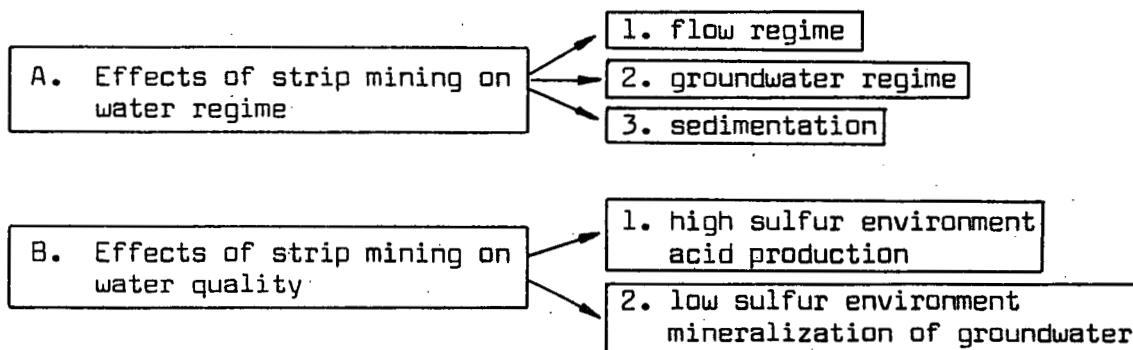 A. Effects of strip mining on
water regime
1. flow regime
2. groundwater regime
3. sedimentation
B. Effects of strip mining on
water quality
1. high sulfur environment
acid production
2. low sulfur environment
mineralization of groundwater